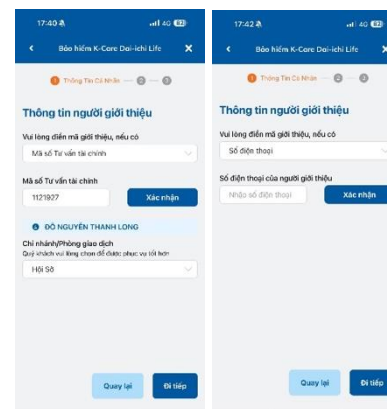 17:40
40 82
Bảo hiểm K-Care Dai-ichi Life
1 Thông Tin Cá Nhân 2 3
Thông tin người giới thiệu
Vui lòng điền mã giới thiệu, nếu có
Mã số Tư vấn tài chính
Mã số Tư vấn tài chính
1121927
Xác nhận
ĐỖ NGUYỄN THANH LONG
Chi nhánh/Phòng giao dịch
Quý khách vui lòng chọn để được phục vụ tốt hơn
Hội Sở
Quay lại Đi tiếp
17:42
4G
Bảo hiểm K-Care Dai-ichi Life
1 Thông Tin Cá Nhân 2 3
Thông tin người giới thiệu
Vui lòng điền mã giới thiệu, nếu có
Số điện thoại
Số điện thoại của người giới thiệu
Nhập số điện thoại
Xác nhận
Quay lại Đi tiếp